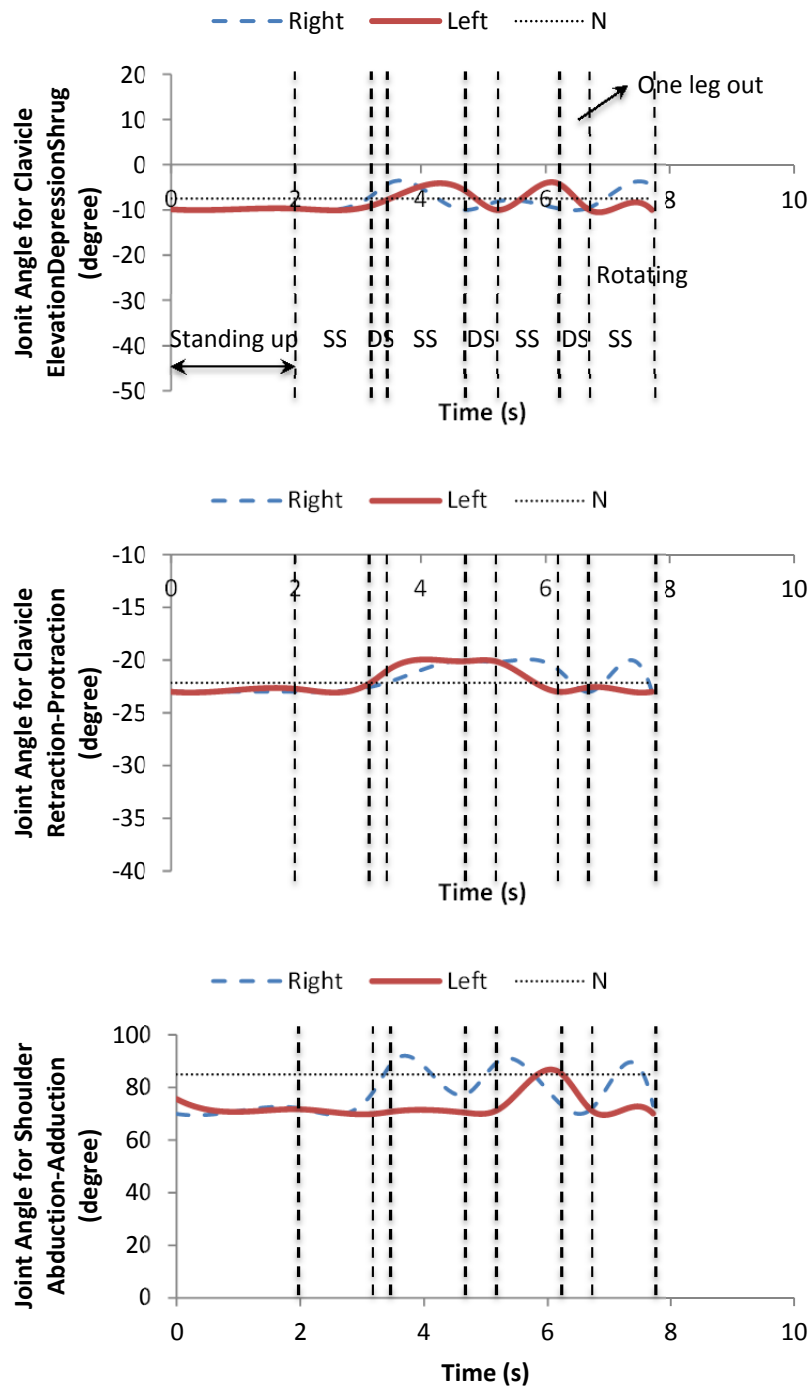 Right Left N
20
10
0
-10
-20
-30
-40
-50
0 2 4 6 8 10
One leg out
Rotating
Standing up SS DS SS DS SS DS SS
Jonit Angle for Clavicle
ElevationDepressionShrug
(degree)
Time (s)
Right Left N
-10
-15
-20
-25
-30
-35
-40
0 2 4 6 8 10
Joint Angle for Clavicle
Retraction-Protraction
(degree)
Time (s)
Right Left N
100
80
60
40
20
0
0 2 4 6 8 10
Joint Angle for Shoulder
Abduction-Adduction
(degree)
Time (s)